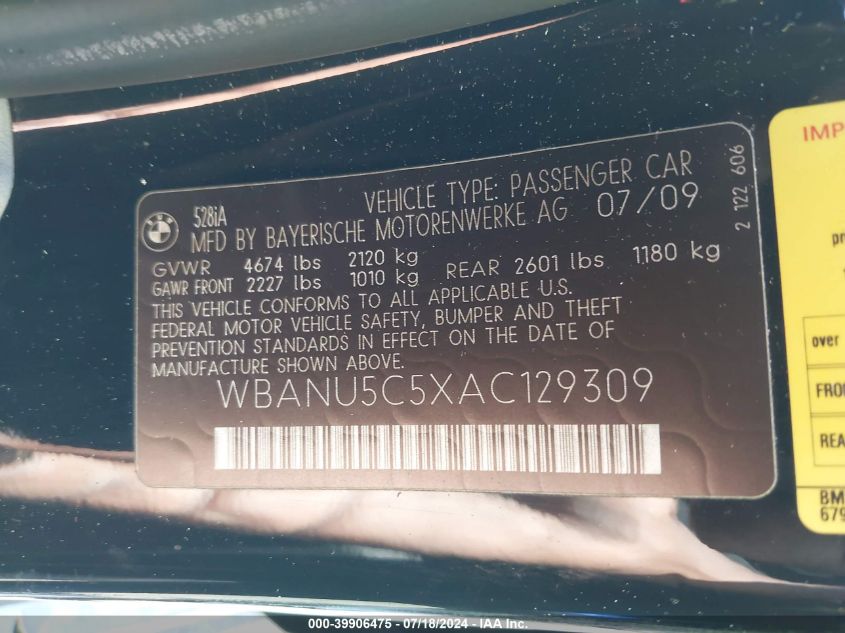 528iA
VEHICLE TYPE: PASSENGER CAR
MFD BY BAYERISCHE MOTORENWERKE AG 07/09
GVWR 4674 lbs 2120 kg
GAWR FRONT 2227 lbs 1010 kg REAR 2601 lbs 1180 kg
THIS VEHICLE CONFORMS TO ALL APPLICABLE U.S.
FEDERAL MOTOR VEHICLE SAFETY, BUMPER AND THEFT
PREVENTION STANDARDS IN EFFECT ON THE DATE OF
MANUFACTURE SHOWN ABOVE.
WBANU5C5XAC129309
2 122 606
IMP
over
FRO
REA
BM
679
000-39906475 - 07/18/2024 - IAA Inc.